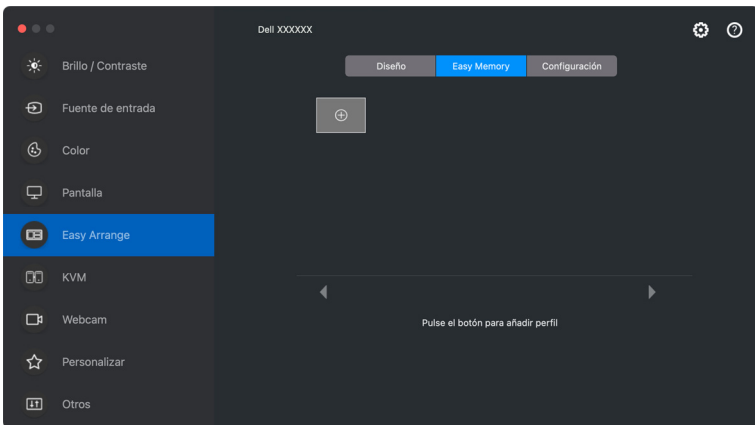 Dell XXXXXX
Brillo / Contraste
Fuente de entrada
Color
Pantalla
Easy Arrange
KVM
Webcam
Personalizar
Otros
Diseño
Easy Memory
Configuración
Pulse el botón para añadir perfil